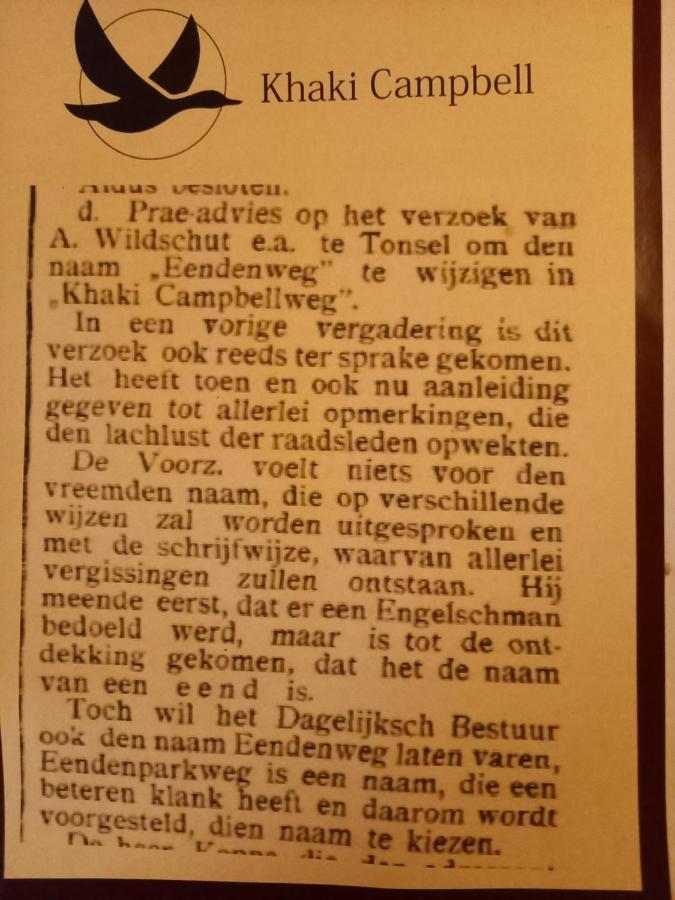 Khaki Campbell
Aldus besloten.
d. Prae-advies op het verzoek van
A. Wildschut e.a. te Tonsel om den
naam „Eendenweg" te wijzigen in
„Khaki Campbellweg".
In een vorige vergadering is dit
verzoek ook reeds ter sprake gekomen.
Het heeft toen en ook nu aanleiding
gegeven tot allerlei opmerkingen, die
den lachlust der raadsleden opwekten.
De Voorz. voelt niets voor den
vreemden naam, die op verschillende
wijzen zal worden uitgesproken en
met de schrijfwijze, waarvan allerlei
vergissingen zullen ontstaan. Hij
meende eerst, dat er een Engelschman
bedoeld werd, maar is tot de ont-
dekking gekomen, dat het de naam
van een eend is.
Toch wil het Dagelijksch Bestuur
ook den naam Eendenweg laten varen,
Eendenparkweg is een naam, die een
beteren klank heeft en daarom wordt
voorgesteld, dien naam te kiezen.
De heer